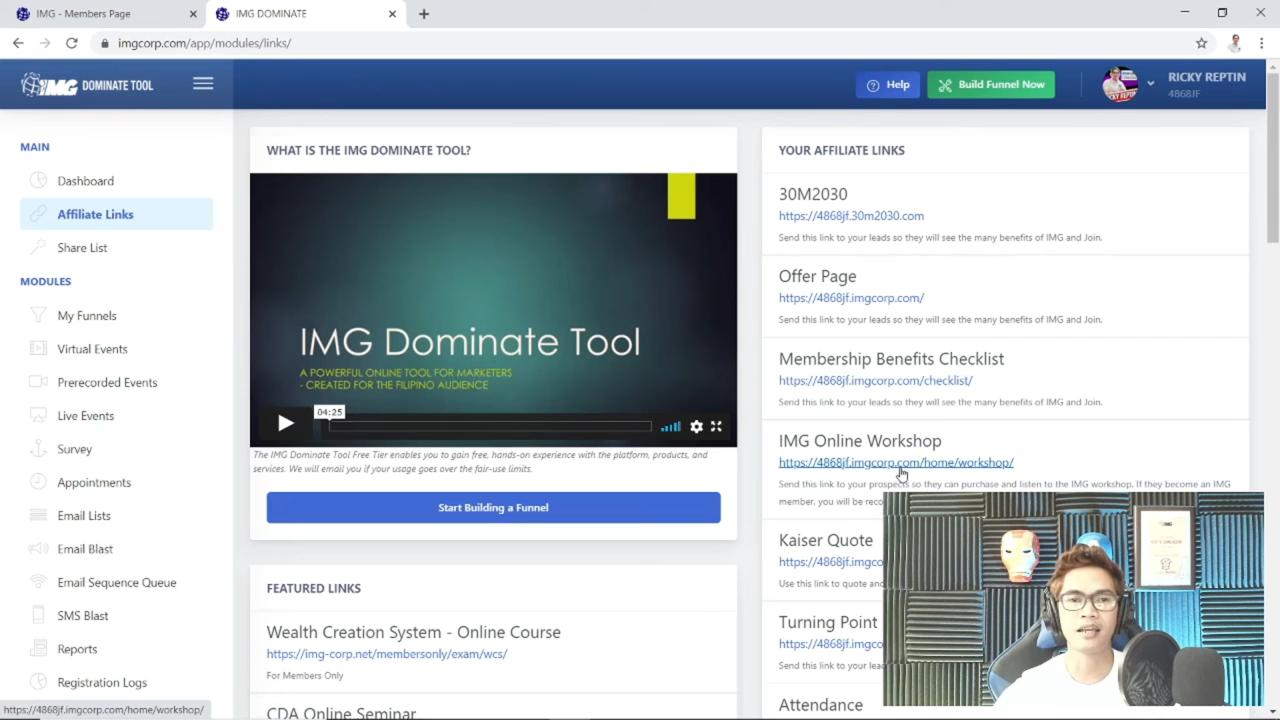 IMG - Members Page
IMG DOMINATE
imgcorp.com/app/modules/links/
IMG DOMINATE TOOL
Help
Build Funnel Now
RICKY REPTIN
4868JF
MAIN
Dashboard
Affiliate Links
Share List
MODULES
My Funnels
Virtual Events
Prerecorded Events
Live Events
Survey
Appointments
Email Lists
Email Blast
Email Sequence Queue
SMS Blast
Reports
Registration Logs
https://4868jf.imgcorp.com/home/workshop/
WHAT IS THE IMG DOMINATE TOOL?
IMG Dominate Tool
A POWERFUL ONLINE TOOL FOR MARKETERS
- CREATED FOR THE FILIPINO AUDIENCE
04:25
The IMG Dominate Tool Free Tier enables you to gain free, hands-on experience with the platform, products, and
services. We will email you if your usage goes over the fair-use limits.
Start Building a Funnel
FEATURED LINKS
Wealth Creation System - Online Course
https://img-corp.net/membersonly/exam/wcs/
For Members Only
CDA Online Seminar
YOUR AFFILIATE LINKS
30M2030
https://4868jf.30m2030.com
Send this link to your leads so they will see the many benefits of IMG and Join.
Offer Page
https://4868jf.imgcorp.com/
Send this link to your leads so they will see the many benefits of IMG and Join.
Membership Benefits Checklist
https://4868jf.imgcorp.com/checklist/
Send this link to your leads so they will see the many benefits of IMG and Join.
IMG Online Workshop
https://4868jf.imgcorp.com/home/workshop/
Send this link to your prospects so they can purchase and listen to the IMG workshop. If they become an IMG
member, you will be rec
Kaiser Quote
https://4868jf.imgco
Use this link to quote and
Turning Point
https://4868jf.imgco
Send this link to your lea
Attendance